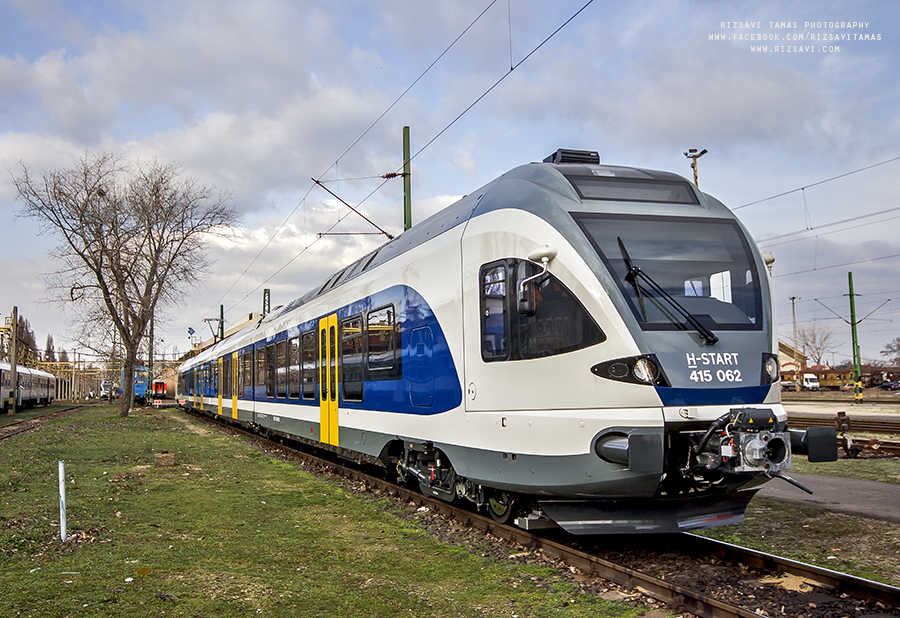 RIZSAVI TAMAS PHOTOGRAPHY
WWW.FACEBOOK.COM/RIZSAVITAMAS
WWW.RIZSAVI.COM
H-START
415 062